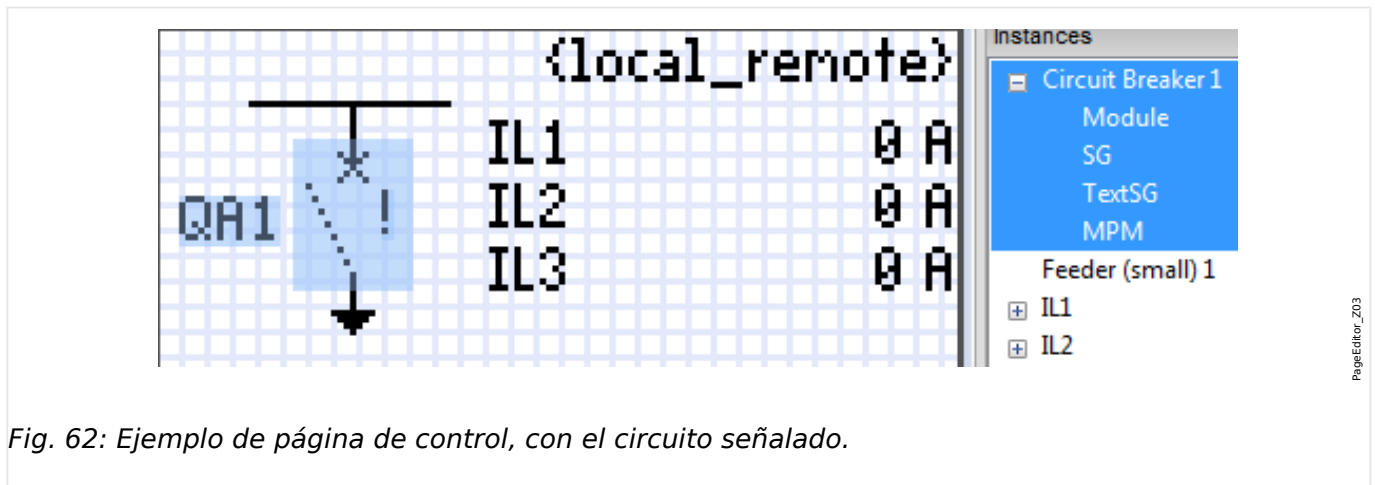 {local_remote}
IL1 0 A
QA1 ! IL2 0 A
IL3 0 A
Instances
Circuit Breaker 1
Module
SG
TextSG
MPM
Feeder (small) 1
IL1
IL2
PageEditor_Z03
Fig. 62: Ejemplo de página de control, con el circuito señalado.